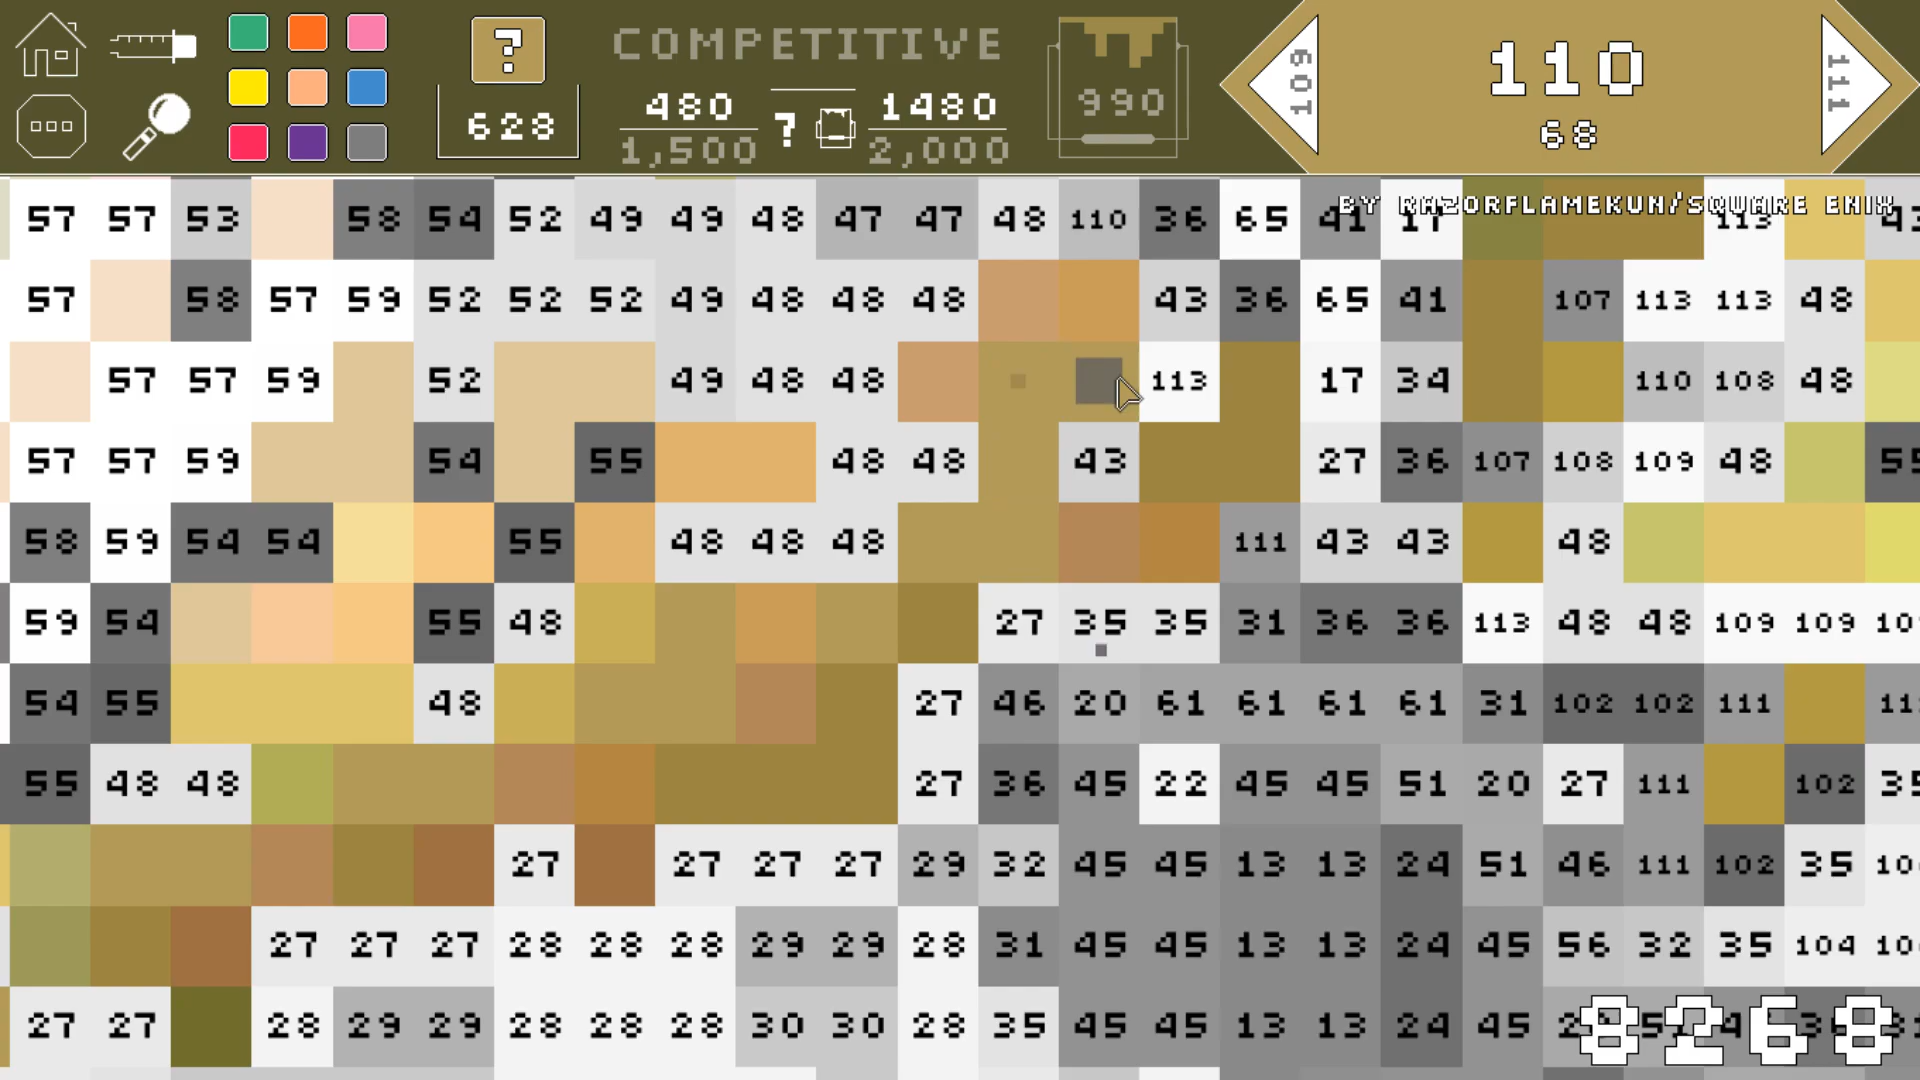 COMPETITIVE
109
110
68
111
?
628
480
1,500
?
1480
2,000
990
BY RAZORFLAMEKUN/SQUARE ENIX
57 57 53 58 54 52 49 49 48 47 47 48 110 36 65 41 17 113 43
57 58 57 59 52 52 52 49 48 48 48 43 36 65 41 107 113 113 48
57 57 59 52 49 48 48 113 17 34 110 108 48
57 57 59 54 55 48 48 43 27 36 107 108 109 48 55
58 59 54 54 55 48 48 48 111 43 43 48
59 54 55 48 27 35 35 31 36 36 113 48 48 109 109
54 55 48 27 46 20 61 61 61 61 31 102 102 111
55 48 48 27 36 45 22 45 45 51 20 27 111 102 35
27 27 27 27 29 32 45 45 13 13 24 51 46 111 102 35
27 27 27 28 28 28 29 29 28 31 45 45 13 13 24 45 56 32 35 104
27 27 28 29 29 28 28 28 30 30 28 35 45 45 13 13 24 45
8268